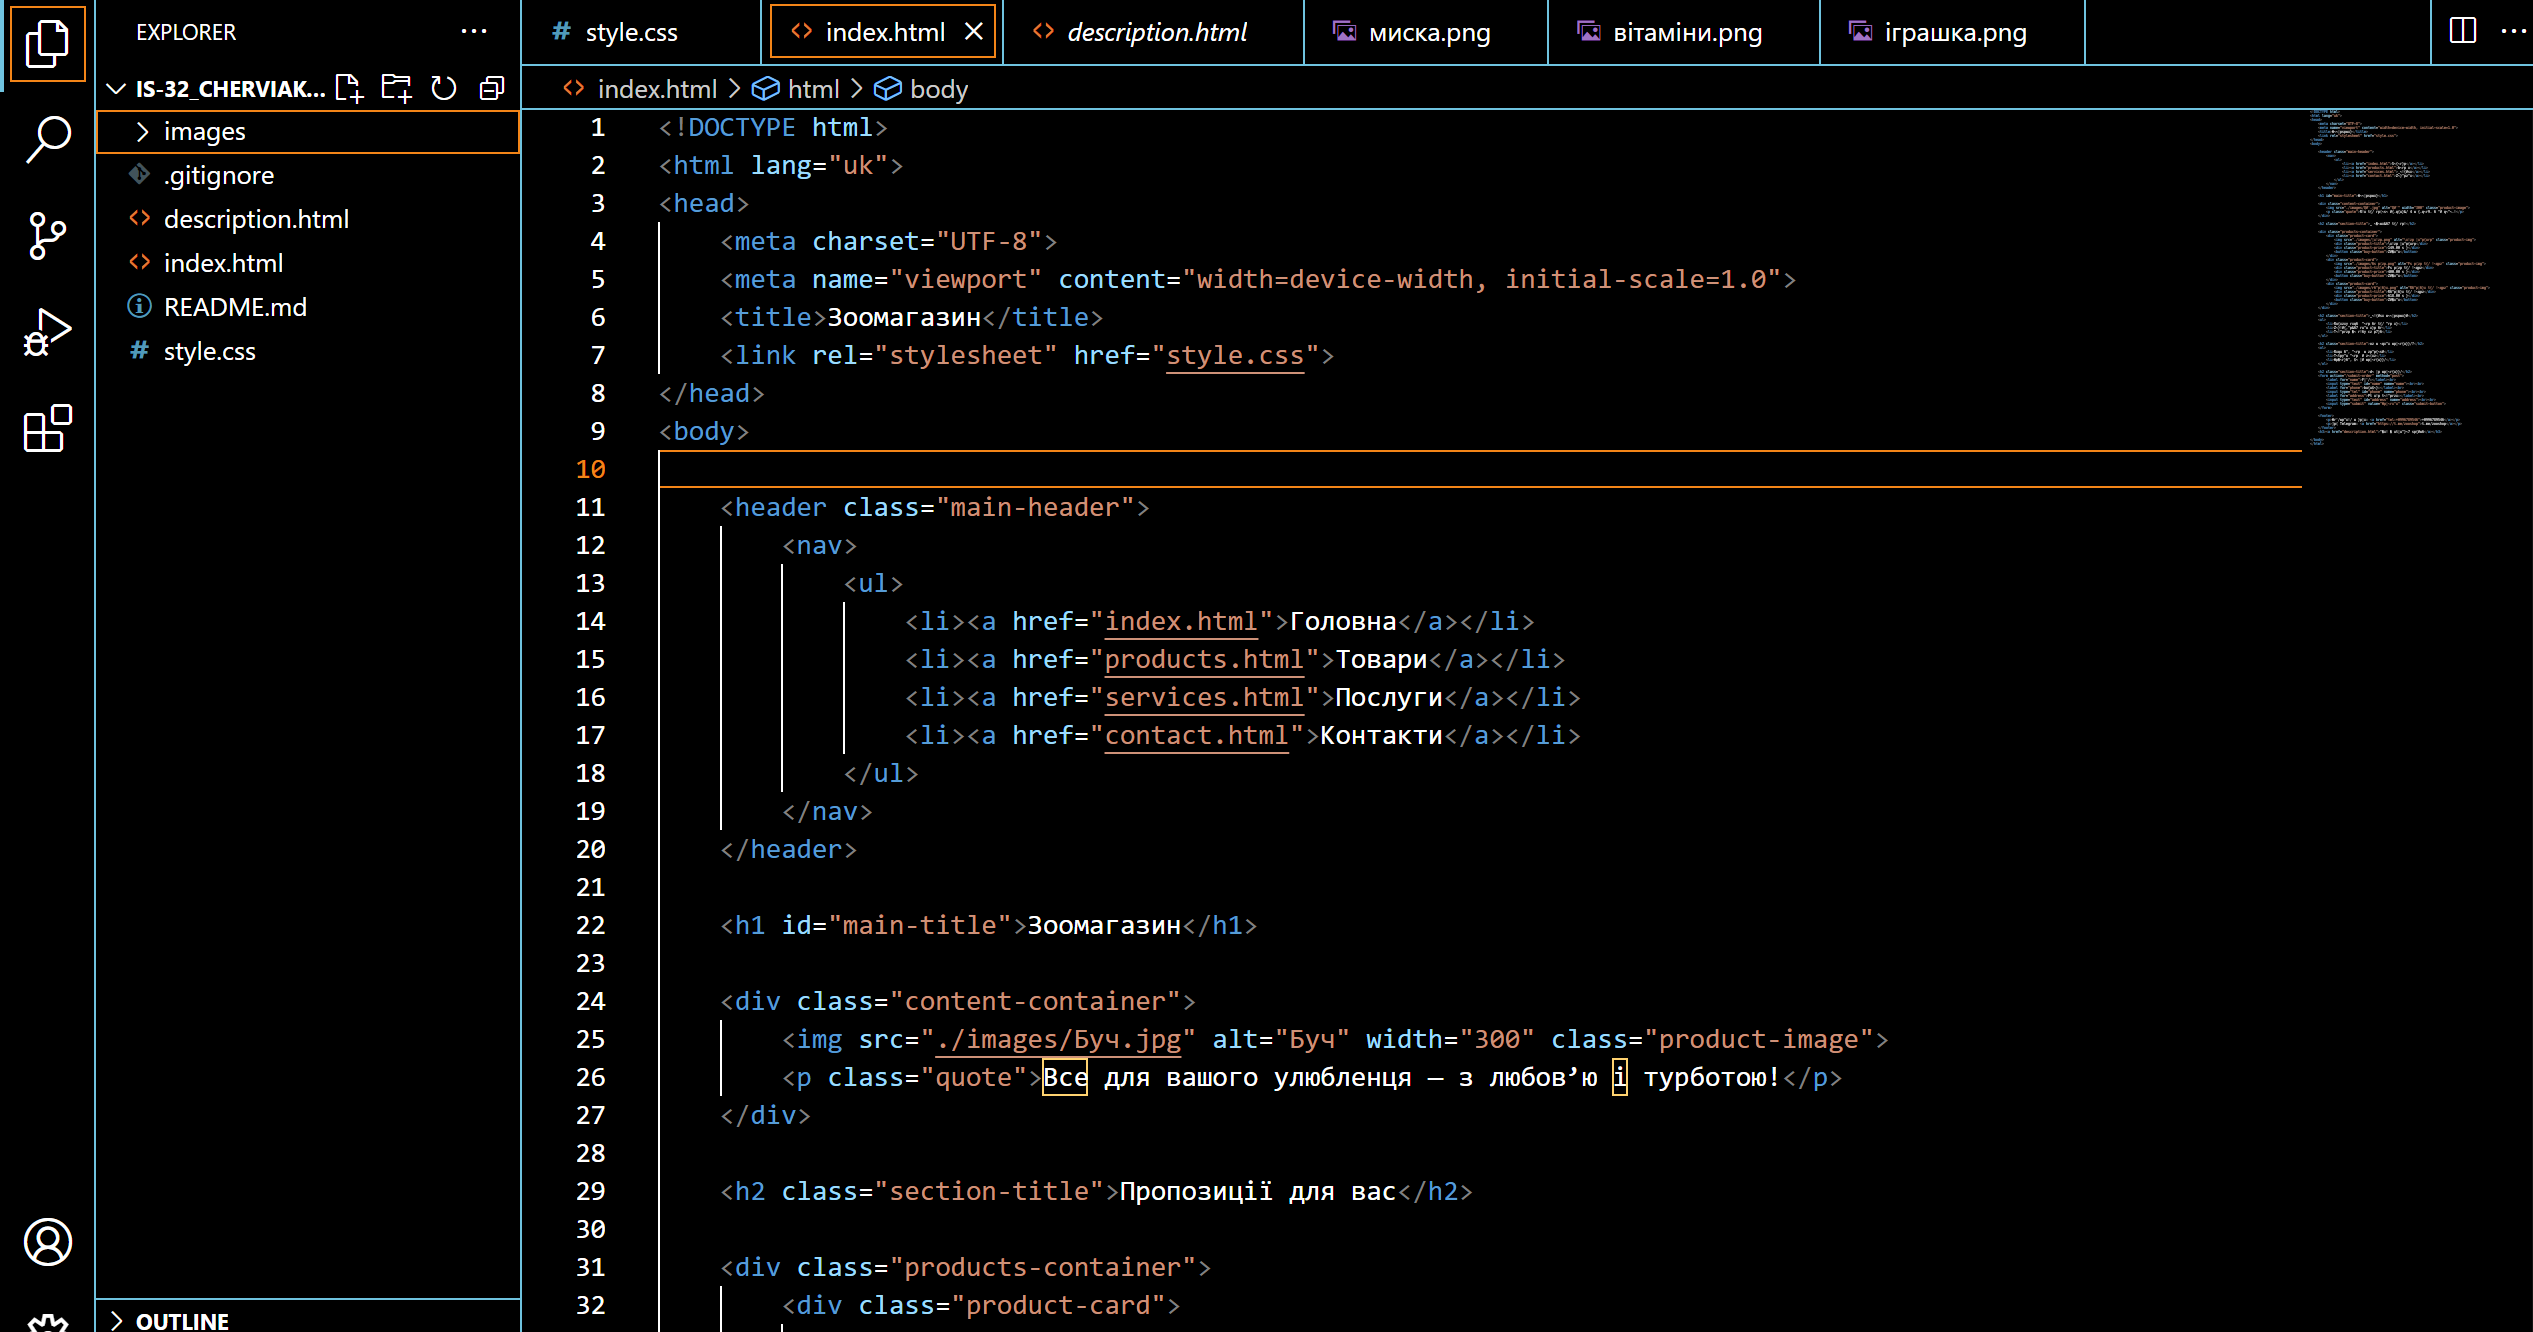 EXPLORER
IS-32_CHERVIAK...
images
.gitignore
description.html
index.html
README.md
style.css
OUTLINE
style.css
index.html
description.html
миска.png
вітаміни.png
іграшка.png
index.html > html > body
1 <!DOCTYPE html>
2 <html lang="uk">
3 <head>
4 <meta charset="UTF-8">
5 <meta name="viewport" content="width=device-width, initial-scale=1.0">
6 <title>Зоомагазин</title>
7 <link rel="stylesheet" href="style.css">
8 </head>
9 <body>
10
11 <header class="main-header">
12 <nav>
13 <ul>
14 <li><a href="index.html">Головна</a></li>
15 <li><a href="products.html">Товари</a></li>
16 <li><a href="services.html">Послуги</a></li>
17 <li><a href="contact.html">Контакти</a></li>
18 </ul>
19 </nav>
20 </header>
21
22 <h1 id="main-title">Зоомагазин</h1>
23
24 <div class="content-container">
25 <img src="./images/Буч.jpg" alt="Буч" width="300" class="product-image">
26 <p class="quote">Все для вашого улюбленця — з любов’ю і турботою!</p>
27 </div>
28
29 <h2 class="section-title">Пропозиції для вас</h2>
30
31 <div class="products-container">
32 <div class="product-card">